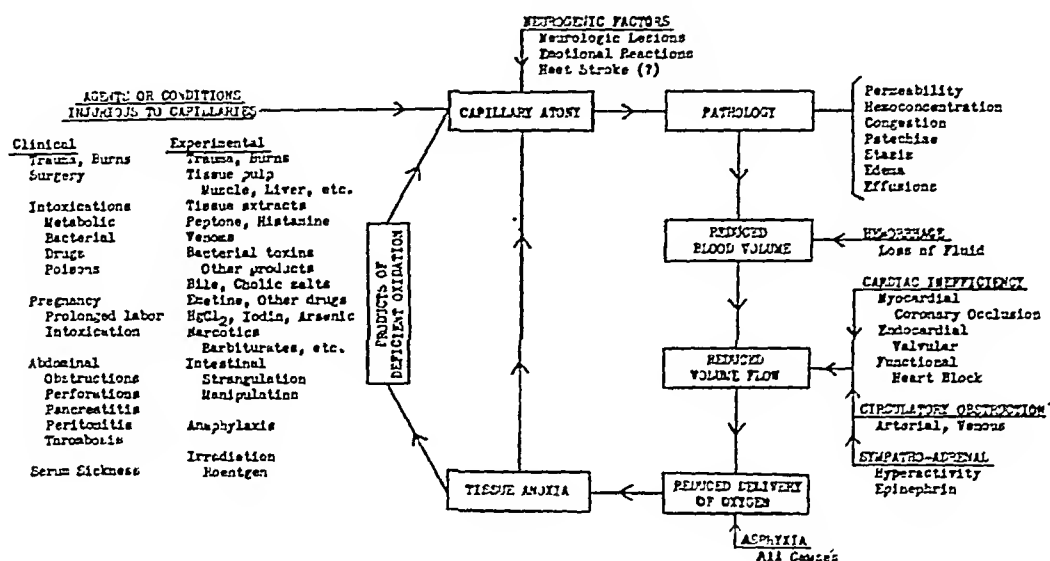 NEUROGENIC FACTORS
Neurologic Lesions
Emotional Reactions
Heat Stroke (?)
AGENTS OR CONDITIONS
INJURIOUS TO CAPILLARIES
CAPILLARY ATONY
PATHOLOGY
Permeability
Hemoconcentration
Congestion
Petechiae
Stasis
Edema
Effusions
Clinical
Trauma, Burns
Surgery
Intoxications
Metabolic
Bacterial
Drugs
Poisons
Pregnancy
Prolonged labor
Intoxication
Abdominal
Obstructions
Perforations
Pancreatitis
Peritonitis
Thrombosis
Serum Sickness
Experimental
Trauma, Burns
Tissue pulp
Muscle, Liver, etc.
Tissue extracts
Peptone, Histamine
Venoms
Bacterial toxins
Other products
Bile, Cholic salts
Emetine, Other drugs
HgCl2, Iodin, Arsenic
Narcotics
Barbiturates, etc.
Intestinal
Strangulation
Manipulation
Anaphylaxis
Irradiation
Roentgen
PRODUCTS OF
DEFICIENT OXIDATION
REDUCED
BLOOD VOLUME
HEMORRHAGE
Loss of Fluid
CARDIAC INEFFICIENCY
Myocardial
Coronary Occlusion
Endocardial
Valvular
Functional
Heart Block
REDUCED
VOLUME FLOW
CIRCULATORY OBSTRUCTION
Arterial, Venous
SYMPATHO-ADRENAL
Hyperactivity
Epinephrin
TISSUE ANOXIA
REDUCED DELIVERY
OF OXYGEN
ASPHYXIA
All Causes